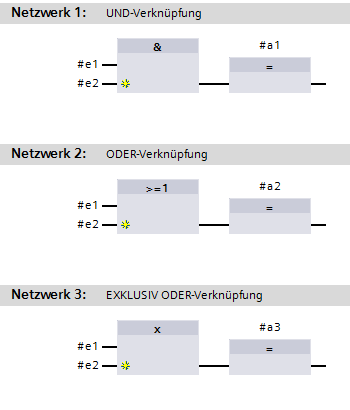 Netzwerk 1: UND-Verknüpfung
& #a1
#e1 =
#e2
Netzwerk 2: ODER-Verknüpfung
>=1 #a2
#e1 =
#e2
Netzwerk 3: EXKLUSIV ODER-Verknüpfung
x #a3
#e1 =
#e2